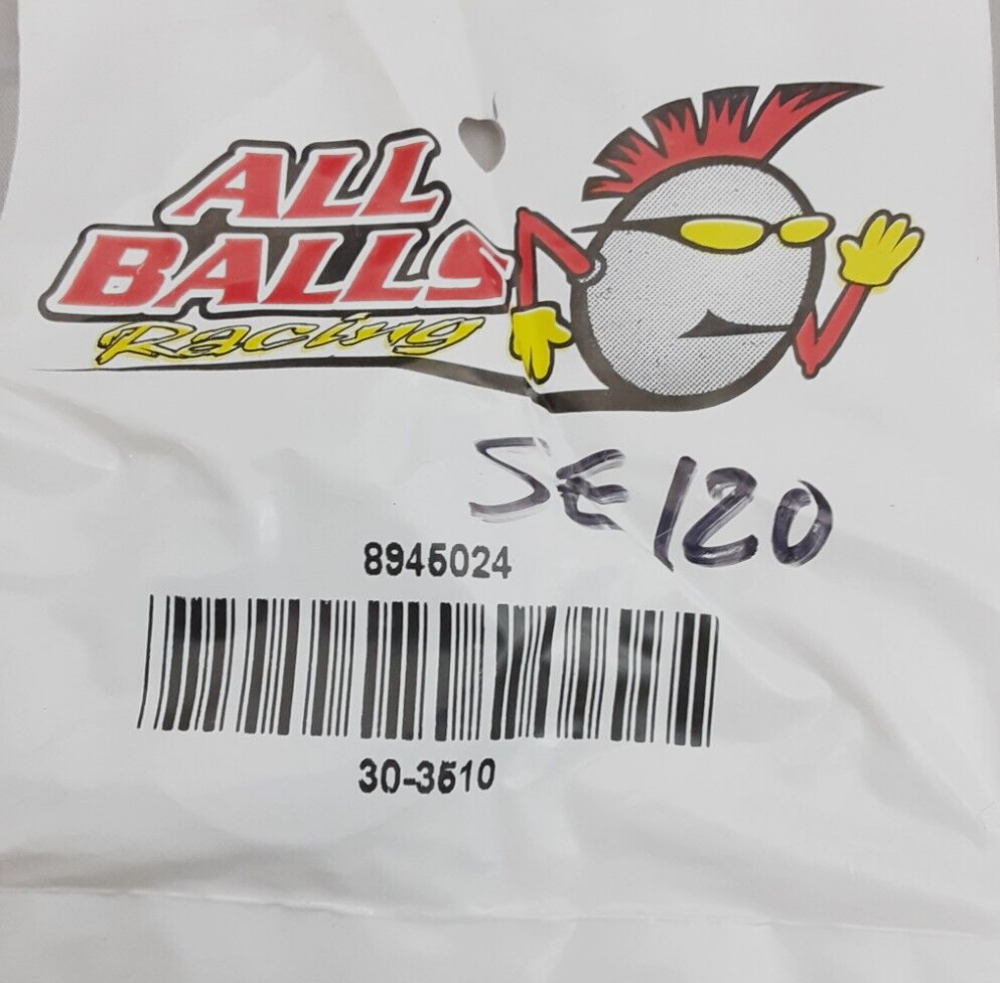 ALL
BALLS
Racing
SE120
8945024
30-3510